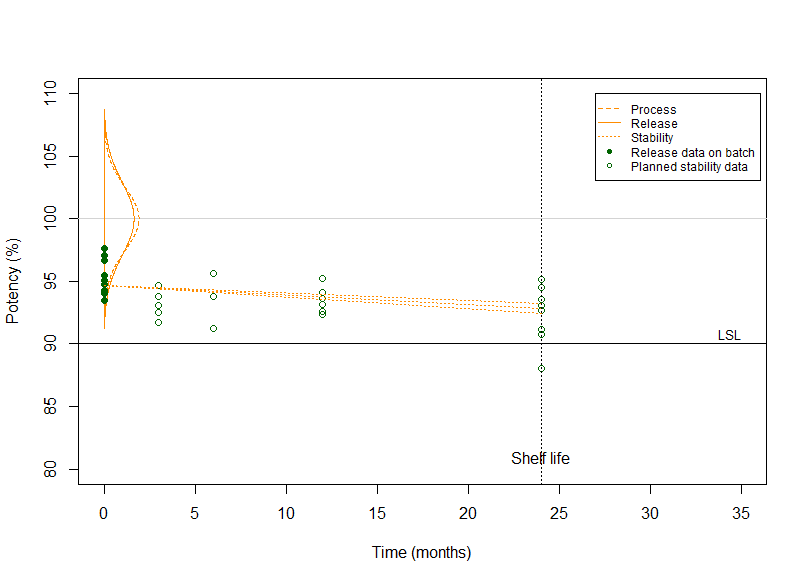 110
105
100
95
90
85
80
Potency (%)
Process
Release
Stability
Release data on batch
Planned stability data
LSL
Shelf life
0 5 10 15 20 25 30 35
Time (months)